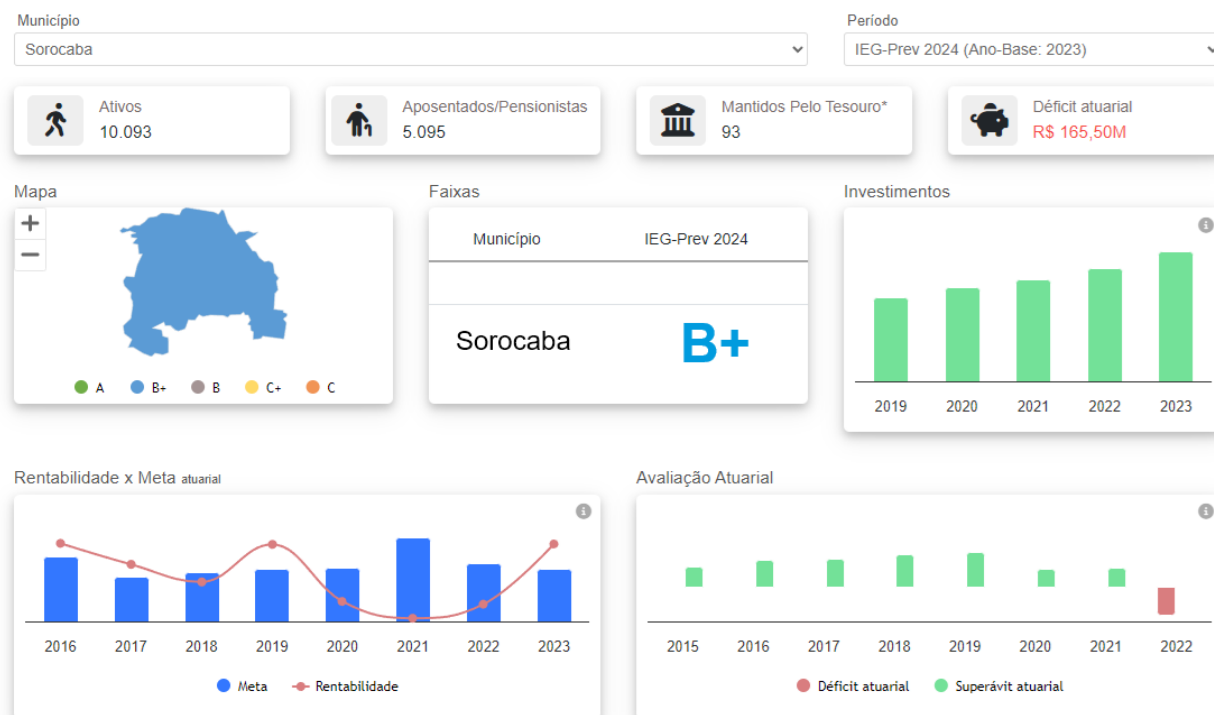 Município
Período
Sorocaba
IEG-Prev 2024 (Ano-Base: 2023)
Ativos
10.093
Aposentados/Pensionistas
5.095
Mantidos Pelo Tesouro*
93
Déficit atuarial
R$ 165,50M
Mapa
Faixas
Investimentos
+
−
A B+ B C+ C
Município IEG-Prev 2024
Sorocaba B+
2019 2020 2021 2022 2023
Rentabilidade x Meta atuarial
Avaliação Atuarial
2016 2017 2018 2019 2020 2021 2022 2023
Meta Rentabilidade
2015 2016 2017 2018 2019 2020 2021 2022
Déficit atuarial Superávit atuarial